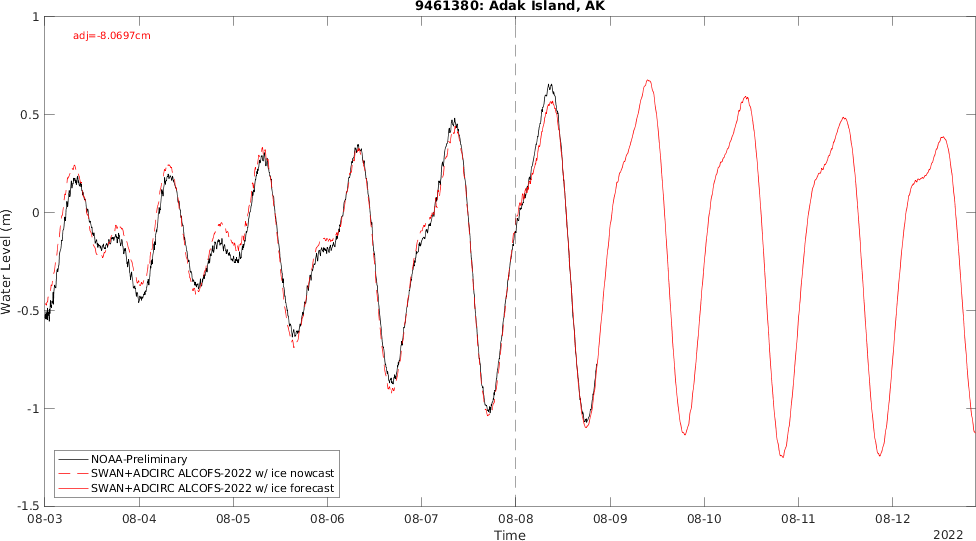 9461380: Adak Island, AK
adj=-8.0697cm
1
0.5
0
-0.5
-1
-1.5
Water Level (m)
NOAA-Preliminary
SWAN+ADCIRC ALCOFS-2022 w/ ice nowcast
SWAN+ADCIRC ALCOFS-2022 w/ ice forecast
08-03 08-04 08-05 08-06 08-07 08-08 08-09 08-10 08-11 08-12
Time
2022